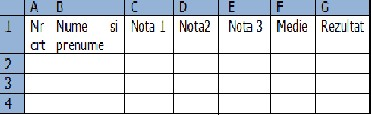 A B C D E F G
1 Nr Nume si Nota 1 Nota2 Nota 3 Medie Rezultat
crt prenume
2
3
4